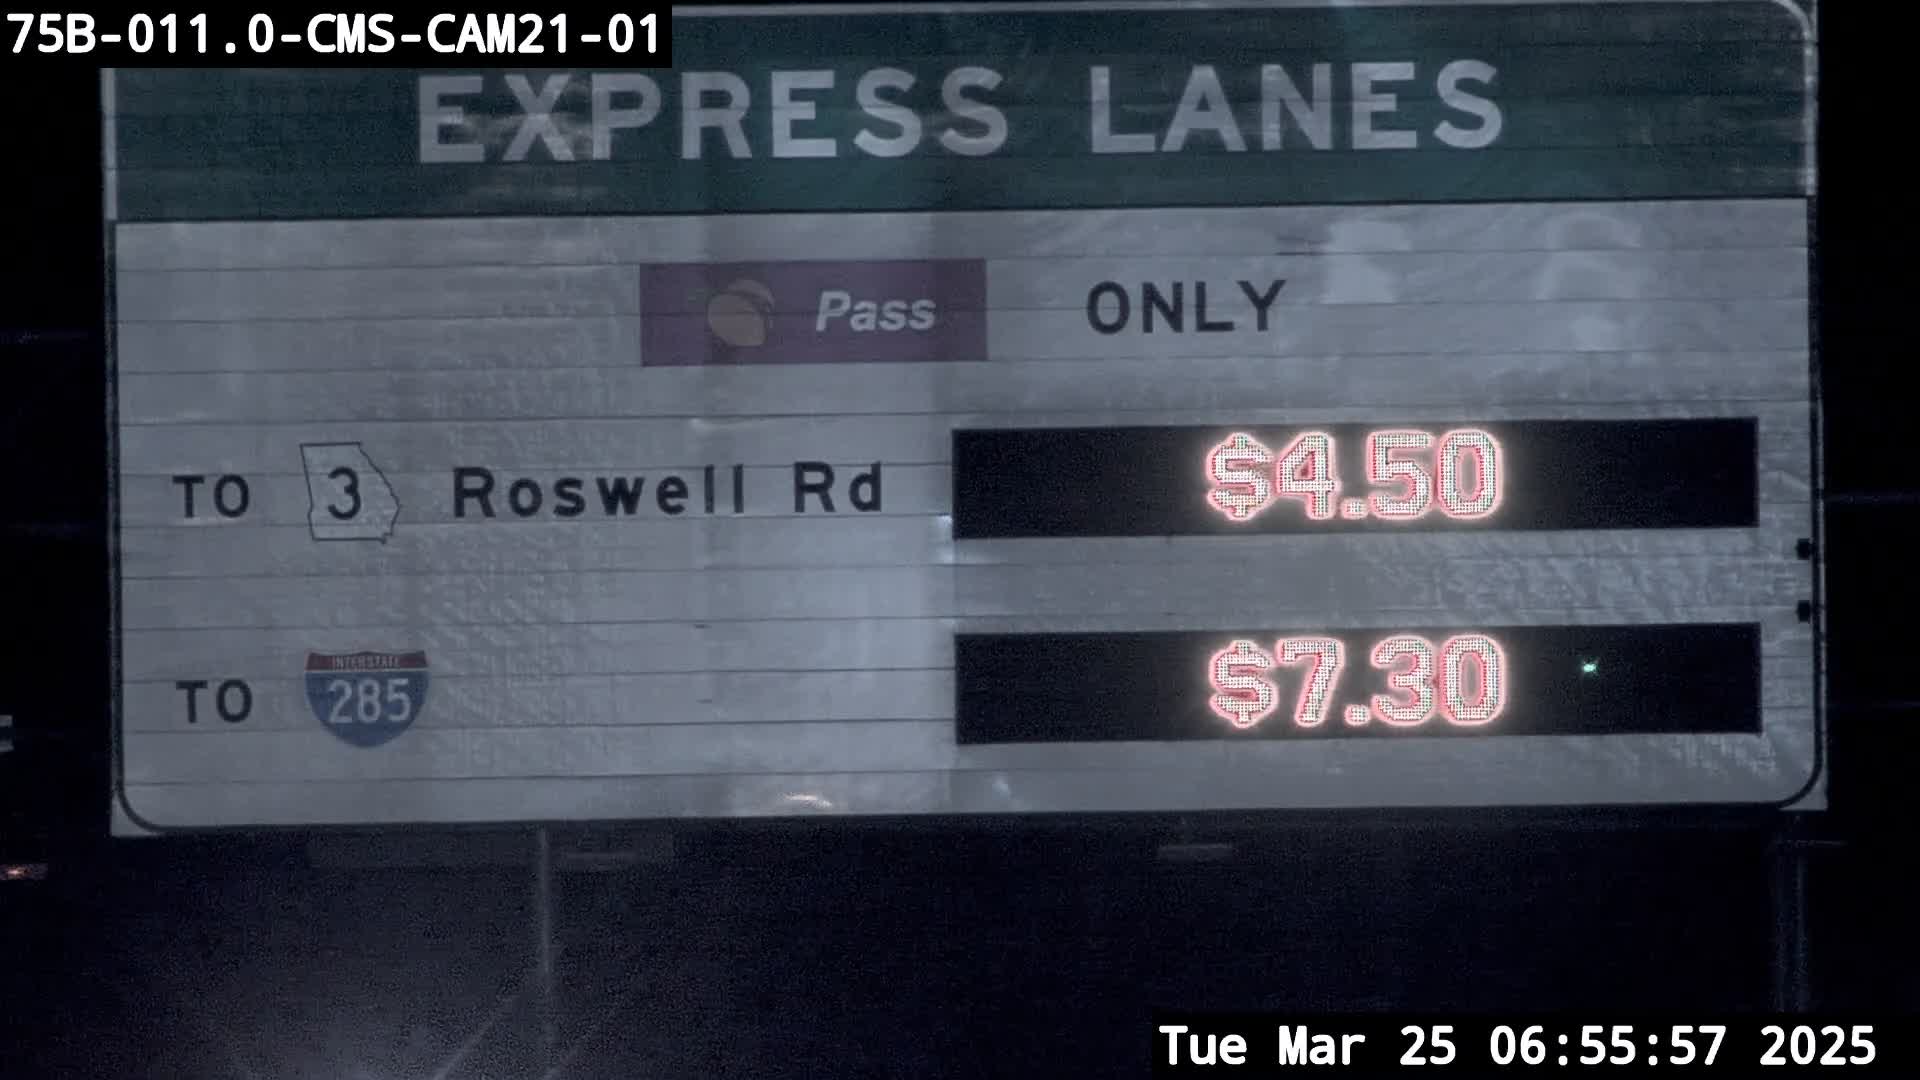 75B-011.0-CMS-CAM21-01
EXPRESS LANES
Pass ONLY
TO 3 Roswell Rd $4.50
TO INTERSTATE 285 $7.30
Tue Mar 25 06:55:57 2025